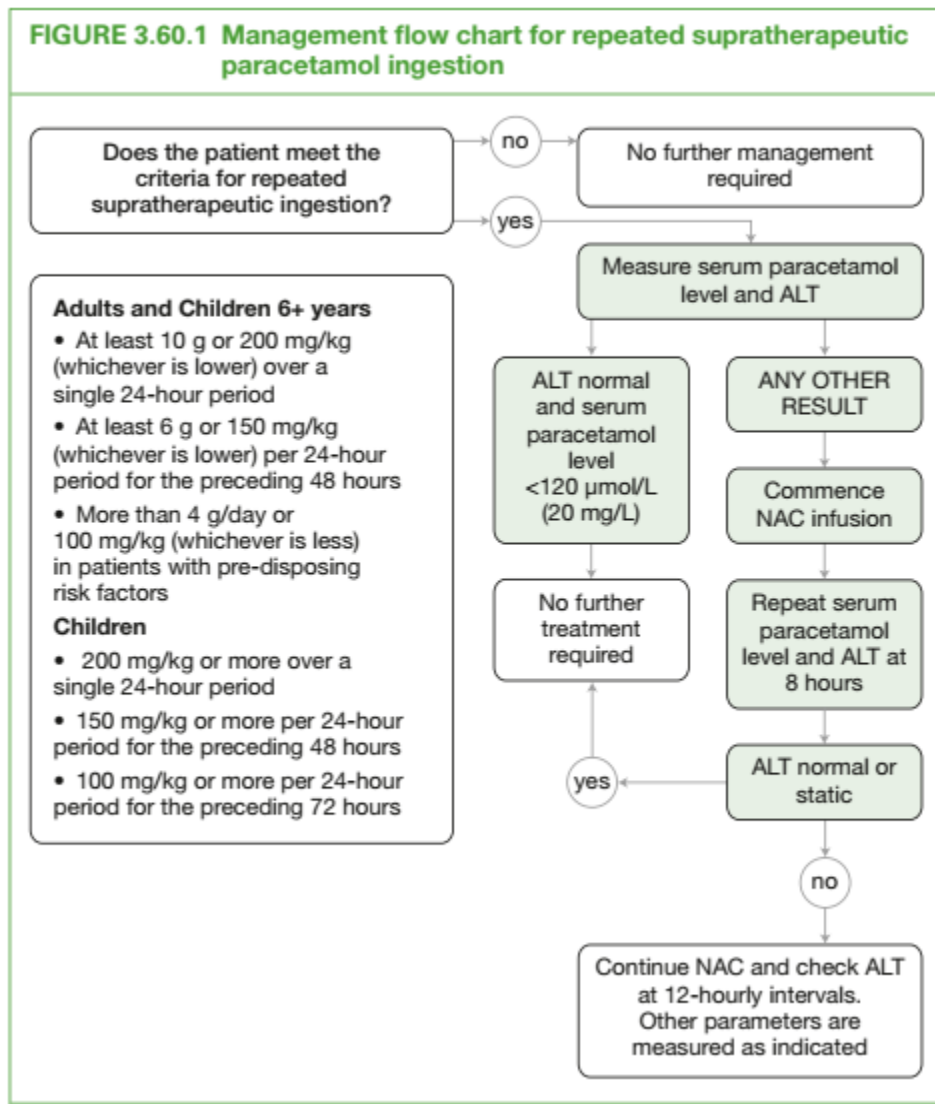 FIGURE 3.60.1 Management flow chart for repeated supratherapeutic
paracetamol ingestion
Does the patient meet the
criteria for repeated
supratherapeutic ingestion?
no
No further management
required
yes
Measure serum paracetamol
level and ALT
Adults and Children 6+ years
• At least 10 g or 200 mg/kg
(whichever is lower) over a
single 24-hour period
• At least 6 g or 150 mg/kg
(whichever is lower) per 24-hour
period for the preceding 48 hours
• More than 4 g/day or
100 mg/kg (whichever is less)
in patients with pre-disposing
risk factors
Children
• 200 mg/kg or more over a
single 24-hour period
• 150 mg/kg or more per 24-hour
period for the preceding 48 hours
• 100 mg/kg or more per 24-hour
period for the preceding 72 hours
ALT normal
and serum
paracetamol
level
<120 µmol/L
(20 mg/L)
ANY OTHER
RESULT
Commence
NAC infusion
No further
treatment
required
Repeat serum
paracetamol
level and ALT at
8 hours
yes
ALT normal or
static
no
Continue NAC and check ALT
at 12-hourly intervals.
Other parameters are
measured as indicated